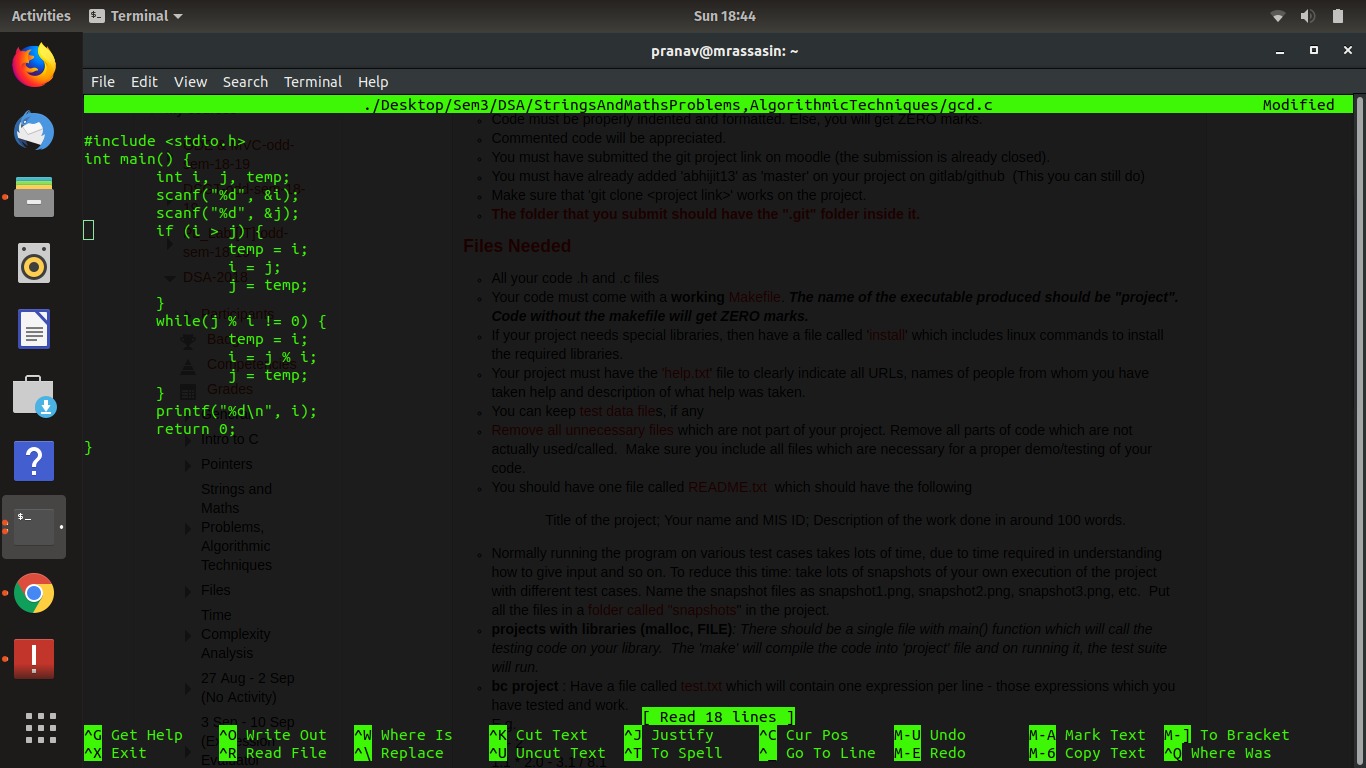 Activities Terminal Sun 18:44
pranav@mrassasin: ~
File Edit View Search Terminal Help
./Desktop/Sem3/DSA/StringsAndMathsProblems,AlgorithmicTechniques/gcd.c Modified
#include <stdio.h>
int main() {
int i, j, temp;
scanf("%d", &i);
scanf("%d", &j);
if (i > j) {
temp = i;
i = j;
j = temp;
}
while(j % i != 0) {
temp = i;
i = j % i;
j = temp;
}
printf("%d\n", i);
return 0;
}
VC-odd-
sem-18-19
odd-
DSA-2018
Participants
Competencies
Grades
Intro to C
Pointers
Strings and
Maths
Problems,
Algorithmic
Techniques
Files
Time
Complexity
Analysis
27 Aug - 2 Sep
(No Activity)
3 Sep - 10 Sep
Evaluator
Code must be properly indented and formatted. Else, you will get ZERO marks.
Commented code will be appreciated.
You must have submitted the git project link on moodle (the submission is already closed).
You must have already added 'abhijit13' as 'master' on your project on gitlab/github (This you can still do)
Make sure that 'git clone <project link>' works on the project.
The folder that you submit should have the ".git" folder inside it.
Files Needed
All your code .h and .c files
Your code must come with a working Makefile. The name of the executable produced should be "project".
Code without the makefile will get ZERO marks.
If your project needs special libraries, then have a file called 'install' which includes linux commands to install
the required libraries.
Your project must have the 'help.txt' file to clearly indicate all URLs, names of people from whom you have
taken help and description of what help was taken.
You can keep test data files, if any
Remove all unnecessary files which are not part of your project. Remove all parts of code which are not
actually used/called. Make sure you include all files which are necessary for a proper demo/testing of your
code.
You should have one file called README.txt which should have the following
Title of the project; Your name and MIS ID; Description of the work done in around 100 words.
Normally running the program on various test cases takes lots of time, due to time required in understanding
how to give input and so on. To reduce this time: take lots of snapshots of your own execution of the project
with different test cases. Name the snapshot files as snapshot1.png, snapshot2.png, snapshot3.png, etc. Put
all the files in a folder called "snapshots" in the project.
projects with libraries (malloc, FILE): There should be a single file with main() function which will call the
testing code on your library. The 'make' will compile the code into 'project' file and on running it, the test suite
will run.
bc project : Have a file called test.txt which will contain one expression per line - those expressions which you
have tested and work.
[ Read 18 lines ]
^G Get Help ^O Write Out ^W Where Is ^K Cut Text ^J Justify ^C Cur Pos M-U Undo M-A Mark Text M-] To Bracket
^X Exit ^R Read File ^\ Replace ^U Uncut Text ^T To Spell ^_ Go To Line M-E Redo M-6 Copy Text ^Q Where Was